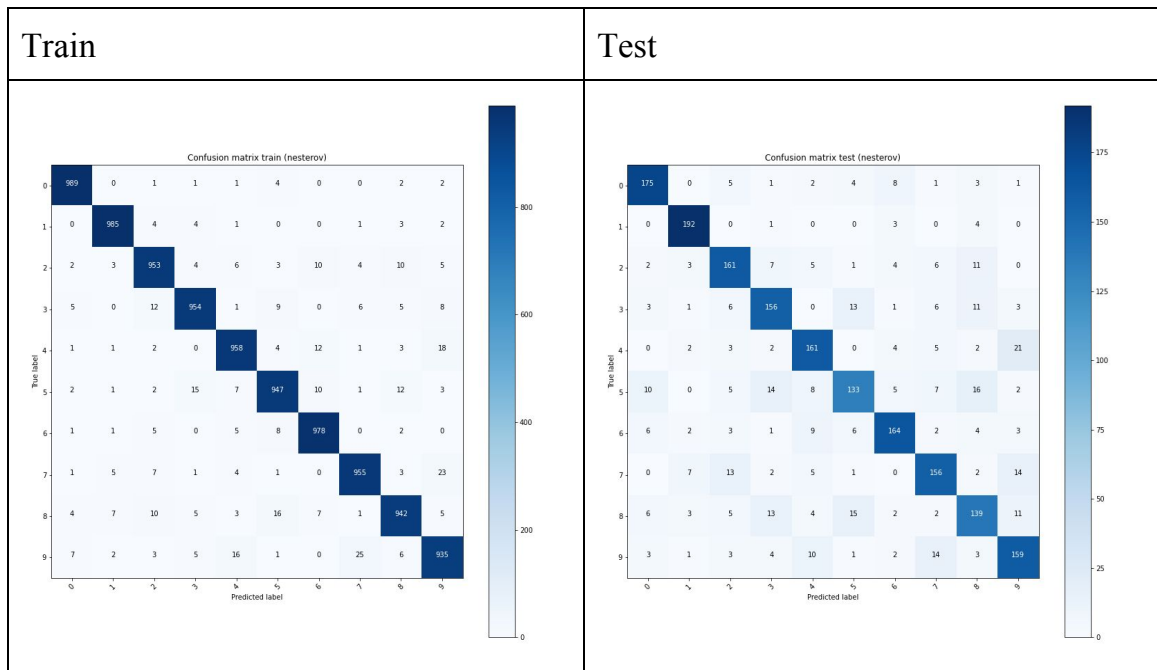 Train
Test
Confusion matrix train (nesterov)
0 989 0 1 1 1 4 0 0 2 2
1 0 985 4 4 1 0 0 1 3 2
2 2 3 953 4 6 3 10 4 10 5
3 5 0 12 954 1 9 0 6 5 8
4 1 1 2 0 958 4 12 1 3 18
5 2 1 2 15 7 947 10 1 12 3
6 1 1 5 0 5 8 978 0 2 0
7 1 5 7 1 4 1 0 955 3 23
8 4 7 10 5 3 16 7 1 942 5
9 7 2 3 5 16 1 0 25 6 935
0 1 2 3 4 5 6 7 8 9
True label
Predicted label
800
600
400
200
0
Confusion matrix test (nesterov)
0 175 0 5 1 2 4 8 1 3 1
1 0 192 0 1 0 0 3 0 4 0
2 2 3 161 7 5 1 4 6 11 0
3 3 1 6 156 0 13 1 6 11 3
4 0 2 3 2 161 0 4 5 2 21
5 10 0 5 14 8 133 5 7 16 2
6 6 2 3 1 9 6 164 2 4 3
7 0 7 13 2 5 1 0 156 2 14
8 6 3 5 13 4 15 2 2 139 11
9 3 1 3 4 10 1 2 14 3 159
0 1 2 3 4 5 6 7 8 9
True label
Predicted label
175
150
125
100
75
50
25
0